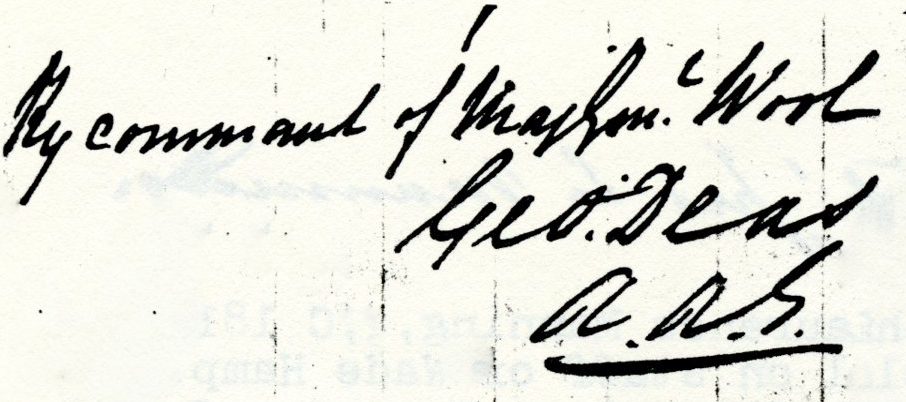 By command of Maj Genl. Wool
Geo. Deas
A. A. G.